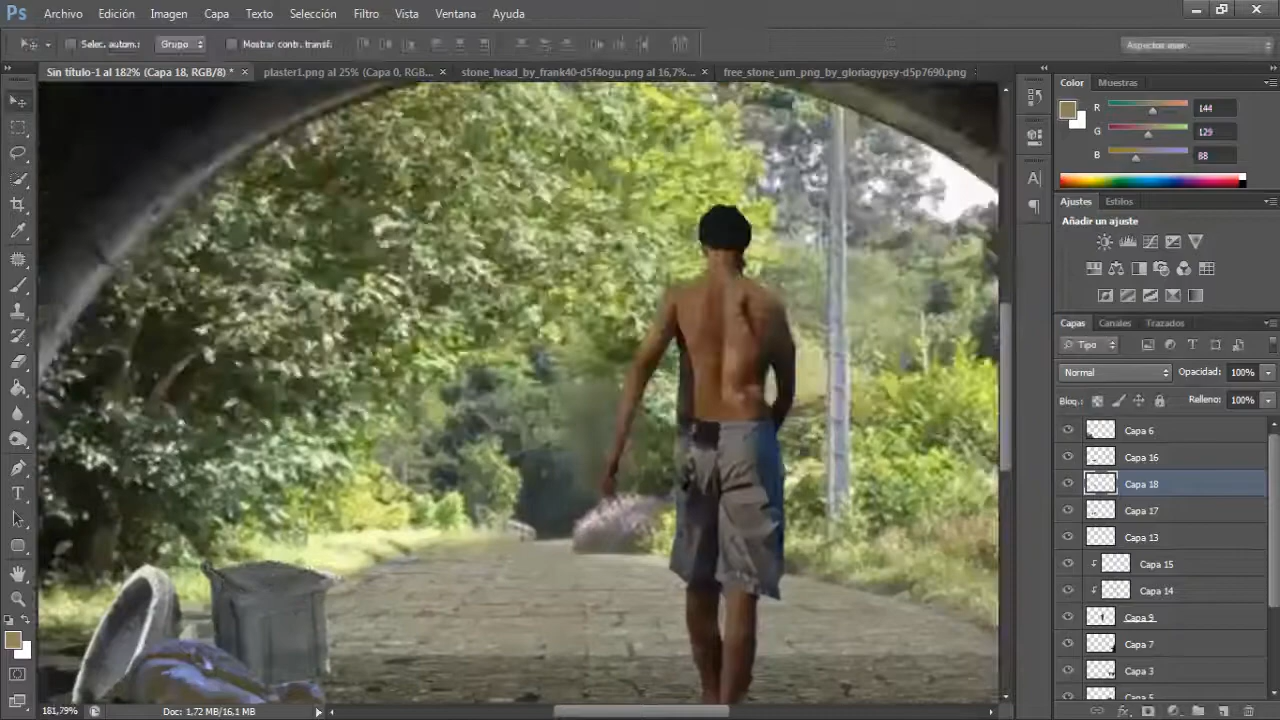 Ps Archivo Edición Imagen Capa Texto Selección Filtro Vista Ventana Ayuda
Selec. autom.: Grupo Mostrar contr. transf.
Sin título-1 al 182% (Capa 18, RGB/8) * × plaster1.png al 25% (Capa 0, RGB/8... × stone_head_by_frank40-d5f4ogu.png al 16,7%... × free_stone_urn_png_by_gloriagypsy-d5p7690.png
Color Muestras
R 144
G 129
B 88
Ajustes Estilos
Añadir un ajuste
Capas Canales Trazados
Tipo
Normal Opacidad: 100%
Bloq.: Relleno: 100%
Capa 6
Capa 16
Capa 18
Capa 17
Capa 13
Capa 15
Capa 14
Capa 9
Capa 7
Capa 3
Capa 5
181,79% Doc: 1,72 MB/16,1 MB